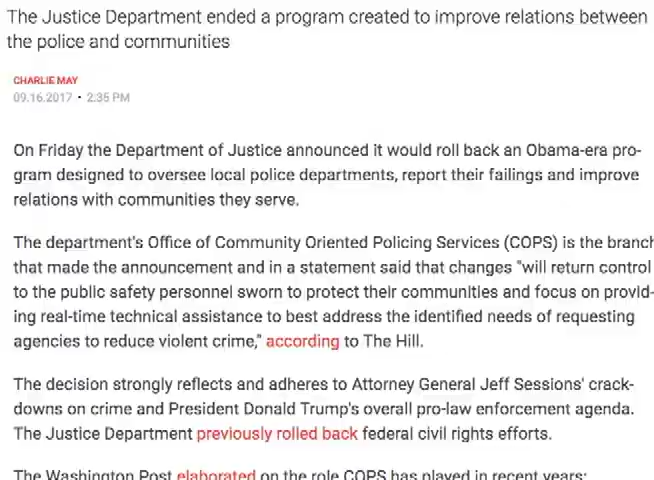 The Justice Department ended a program created to improve relations between
the police and communities
CHARLIE MAY
09.16.2017 • 2:35 PM
On Friday the Department of Justice announced it would roll back an Obama-era pro-
gram designed to oversee local police departments, report their failings and improve
relations with communities they serve.
The department's Office of Community Oriented Policing Services (COPS) is the branch
that made the announcement and in a statement said that changes "will return control
to the public safety personnel sworn to protect their communities and focus on provid-
ing real-time technical assistance to best address the identified needs of requesting
agencies to reduce violent crime," according to The Hill.
The decision strongly reflects and adheres to Attorney General Jeff Sessions' crack-
downs on crime and President Donald Trump's overall pro-law enforcement agenda.
The Justice Department previously rolled back federal civil rights efforts.
The Washington Post elaborated on the role COPS has played in recent years: